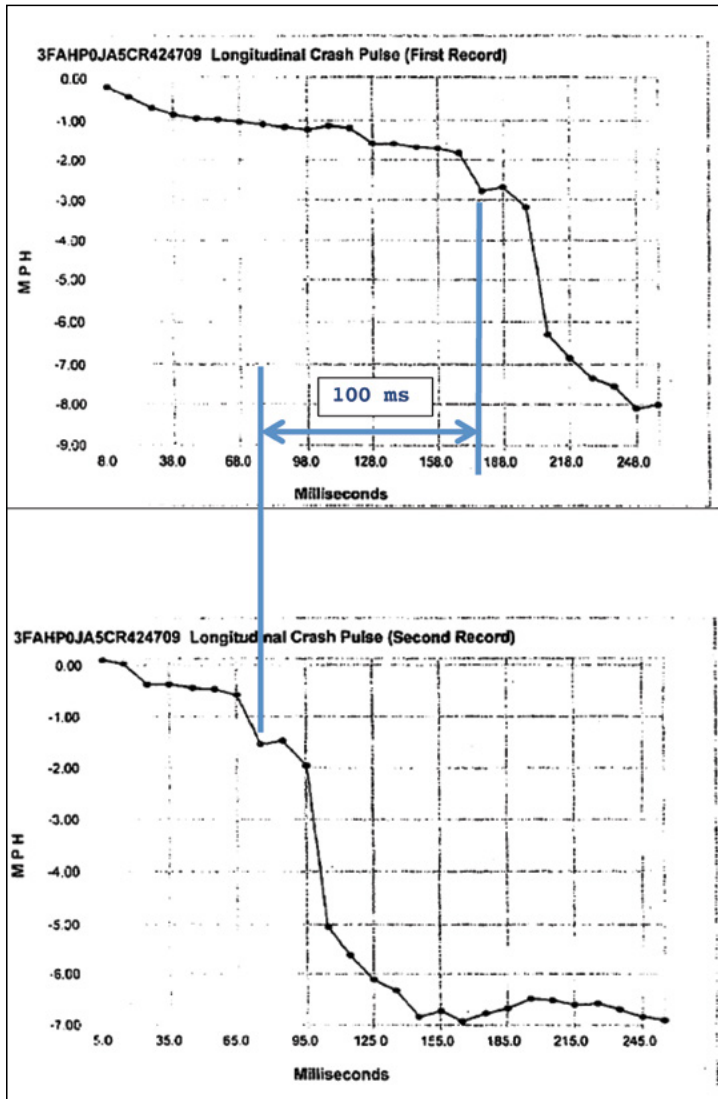 3FAHP0JA5CR424709 Longitudinal Crash Pulse (First Record)
0.00
-1.00
-2.00
-3.00
-4.00
-5.00
-6.00
-7.00
-8.00
-9.00
MPH
100 ms
8.0 38.0 68.0 98.0 128.0 158.0 188.0 218.0 248.0
Milliseconds
3FAHP0JA5CR424709 Longitudinal Crash Pulse (Second Record)
0.00
-1.00
-2.00
-3.00
-4.00
-5.00
-6.00
-7.00
MPH
5.0 35.0 65.0 95.0 125.0 155.0 185.0 215.0 245.0
Milliseconds